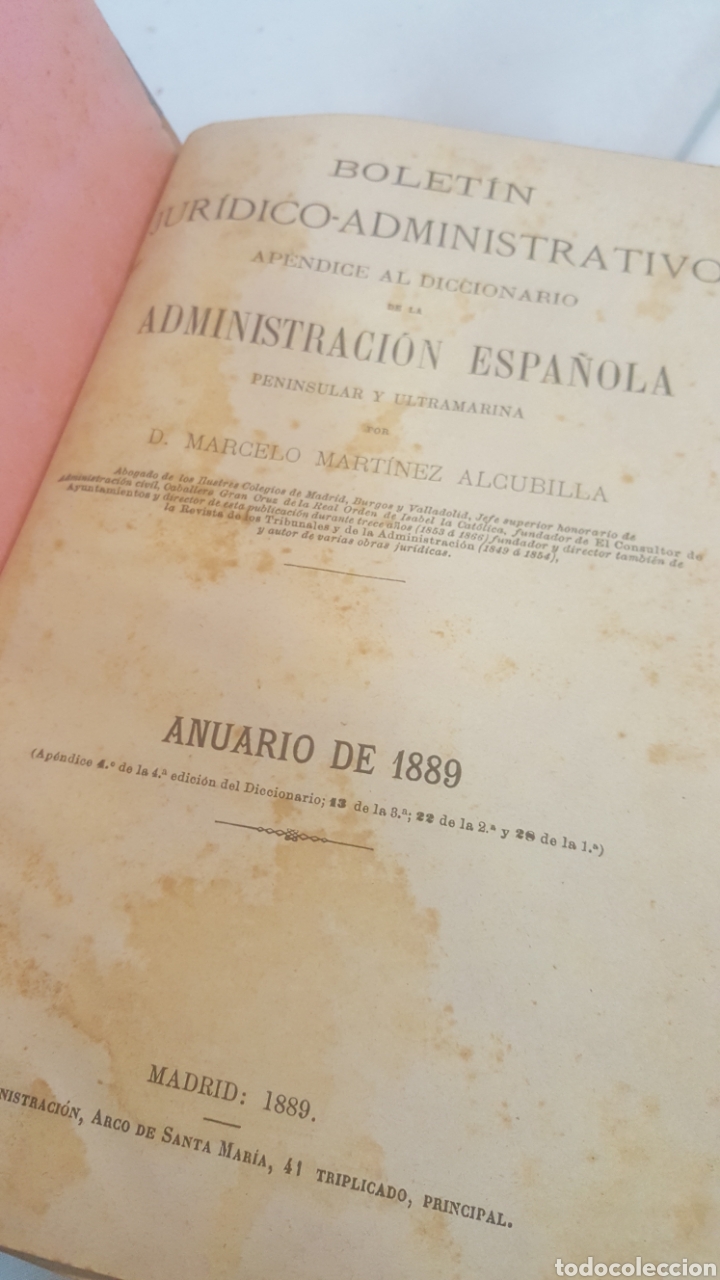 BOLETÍN
JURÍDICO-ADMINISTRATIVO
APÉNDICE AL DICCIONARIO
DE LA
ADMINISTRACIÓN ESPAÑOLA
PENINSULAR Y ULTRAMARINA
POR
D. MARCELO MARTÍNEZ ALCUBILLA
Abogado de los Ilustres Colegios de Madrid, Burgos y Valladolid, Jefe superior honorario de
Administración civil, Caballero Gran Cruz de la Real Orden de Isabel la Católica, fundador de El Consultor de
Ayuntamientos y director de esta publicación durante trece años (1853 á 1866) fundador y director también de
la Revista de los Tribunales y de la Administración (1849 á 1854),
y autor de varias obras jurídicas.
ANUARIO DE 1889
(Apéndice 4.º de la 4.ª edición del Diccionario; 13 de la 3.ª; 22 de la 2.ª y 28 de la 1.ª)
MADRID: 1889.
NISTRACIÓN, ARCO DE SANTA MARÍA, 41 TRIPLICADO, PRINCIPAL.
todocoleccion